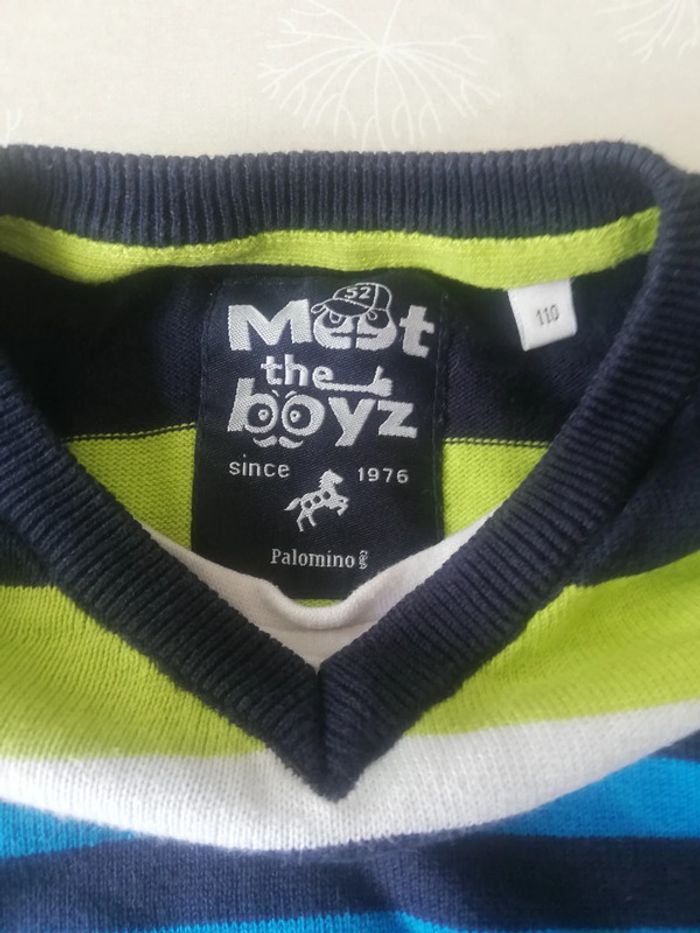 52
Meet
the
boyz
since 1976
Palomino
110